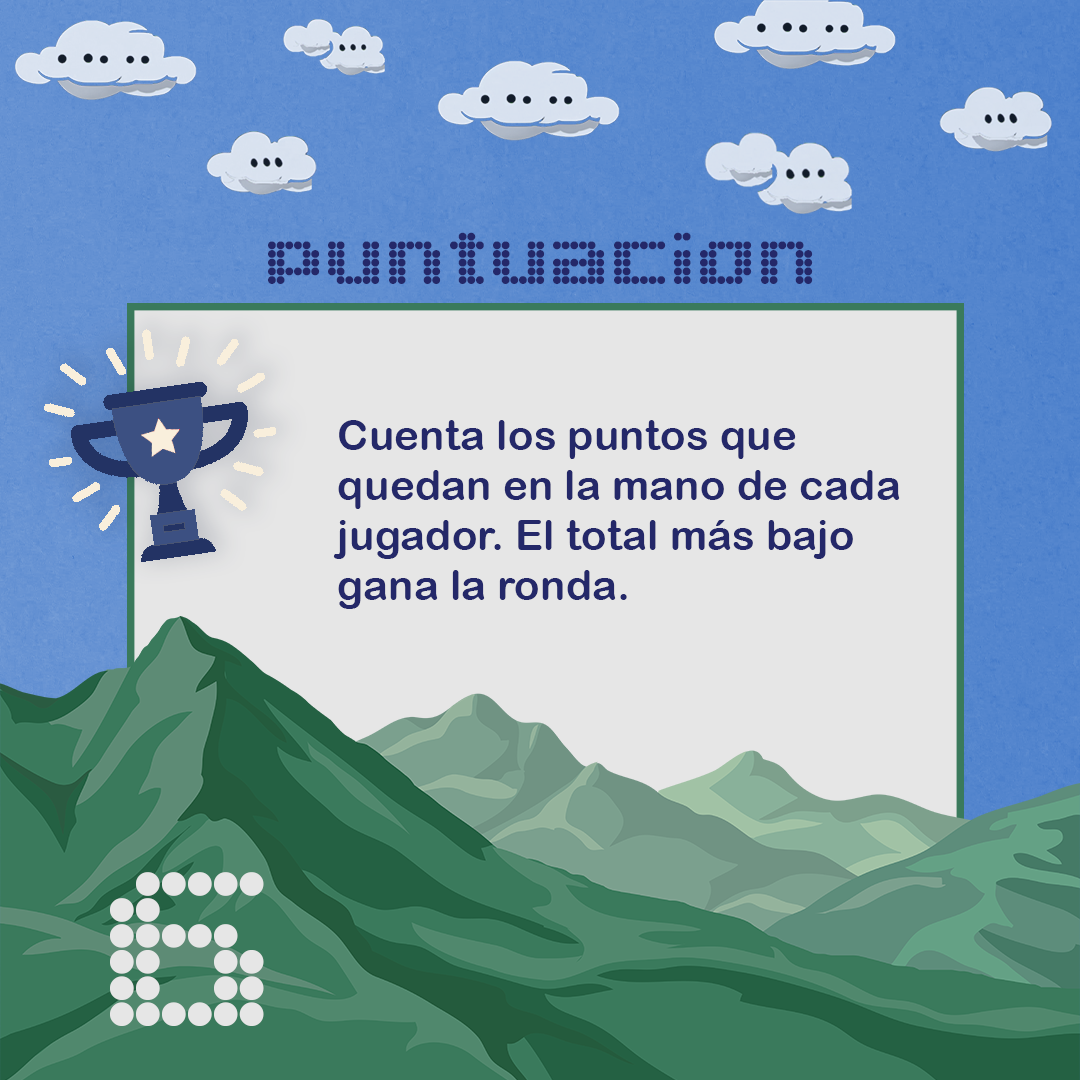 puntuacion
Cuenta los puntos que
quedan en la mano de cada
jugador. El total más bajo
gana la ronda.
6